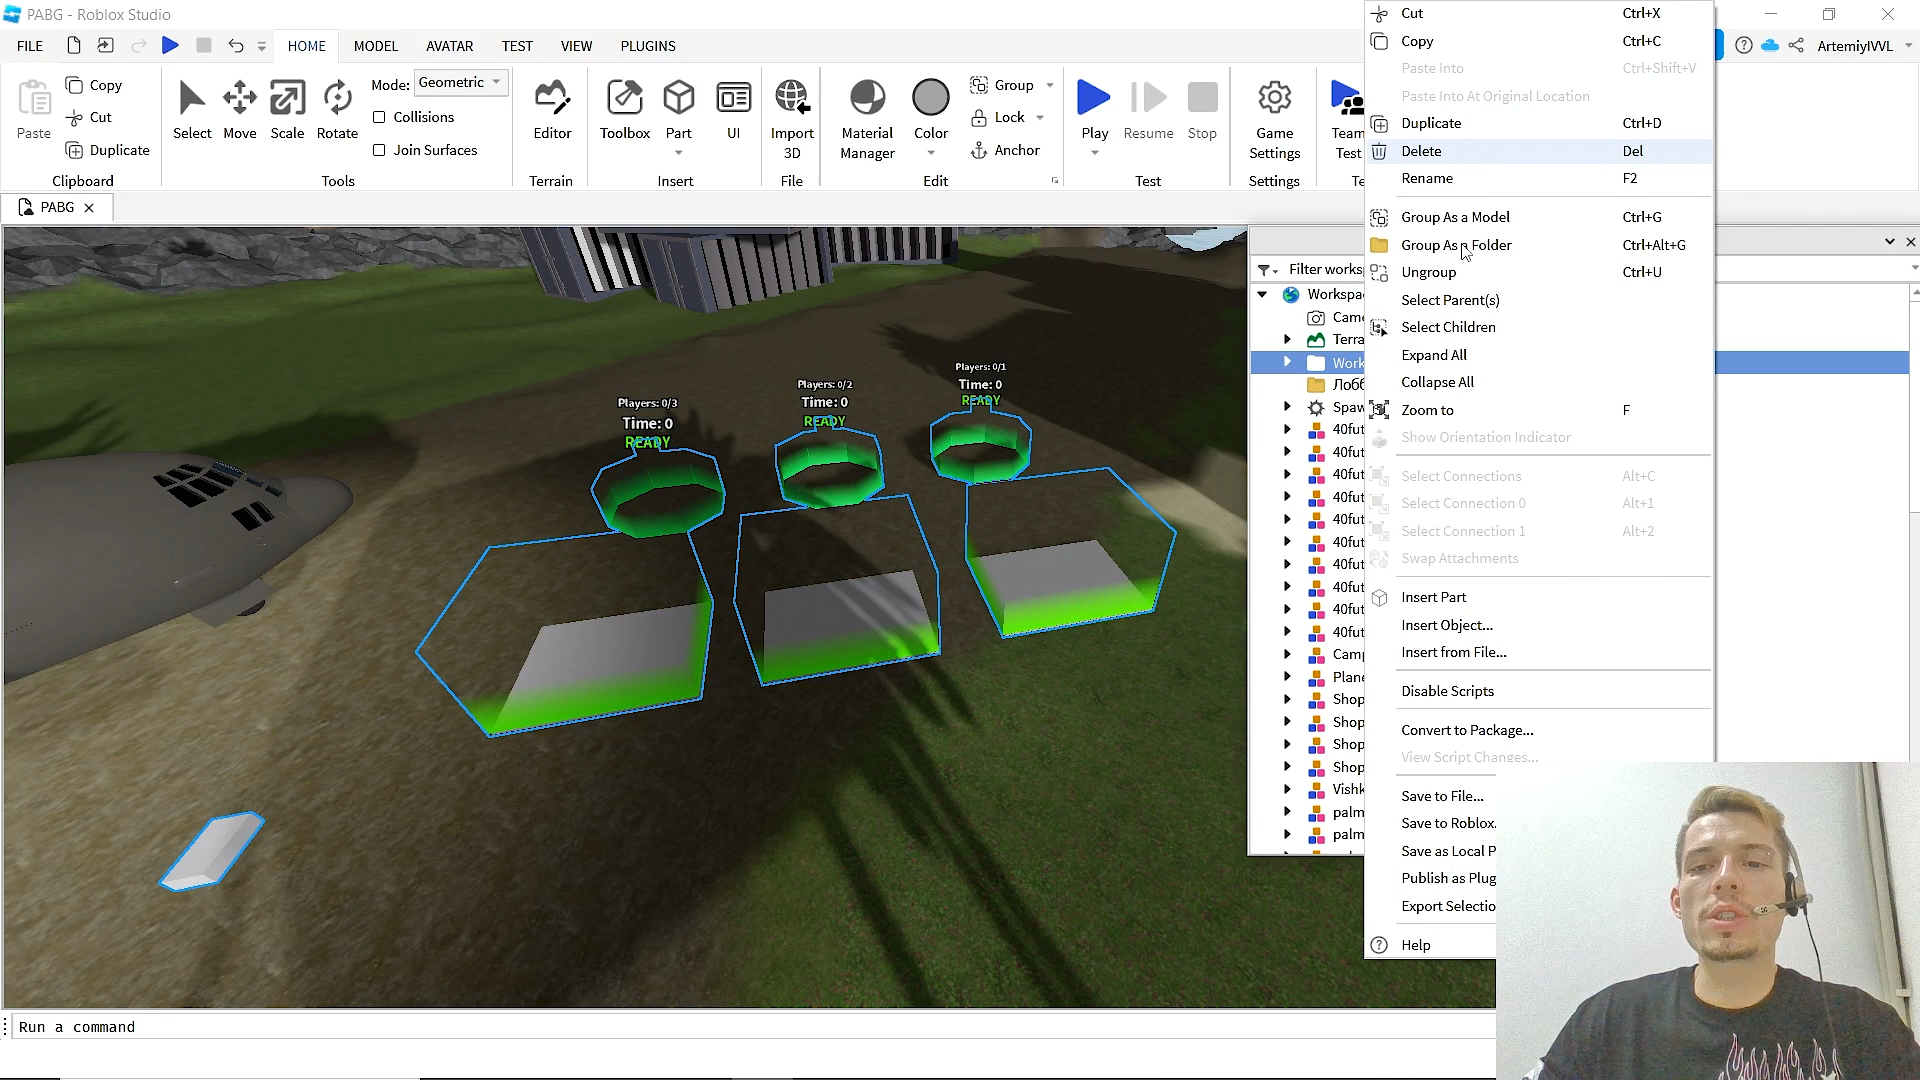 PABG - Roblox Studio
FILE
HOME
MODEL
AVATAR
TEST
VIEW
PLUGINS
ArtemiyIVVL
Paste
Copy
Cut
Duplicate
Clipboard
Select
Move
Scale
Rotate
Mode: Geometric
Collisions
Join Surfaces
Tools
Editor
Terrain
Toolbox
Part
UI
Insert
Import
3D
File
Material
Manager
Color
Group
Lock
Anchor
Edit
Play
Resume
Stop
Test
Game
Settings
Settings
Team
Test
Te
PABG
Players: 0/3
Time: 0
READY
Players: 0/2
Time: 0
READY
Players: 0/1
Time: 0
READY
Filter works
Workspa
Came
Terra
Work
Лобб
Spaw
40fut
40fut
40fut
40fut
40fut
40fut
40fut
40fut
40fut
40fut
Camp
Plane
Shop
Shop
Shop
Shop
Vishk
palm
palm
Cut Ctrl+X
Copy Ctrl+C
Paste Into Ctrl+Shift+V
Paste Into At Original Location
Duplicate Ctrl+D
Delete Del
Rename F2
Group As a Model Ctrl+G
Group As a Folder Ctrl+Alt+G
Ungroup Ctrl+U
Select Parent(s)
Select Children
Expand All
Collapse All
Zoom to F
Show Orientation Indicator
Select Connections Alt+C
Select Connection 0 Alt+1
Select Connection 1 Alt+2
Swap Attachments
Insert Part
Insert Object...
Insert from File...
Disable Scripts
Convert to Package...
View Script Changes...
Save to File...
Save to Roblox.
Save as Local P
Publish as Plug
Export Selectio
Help
Run a command